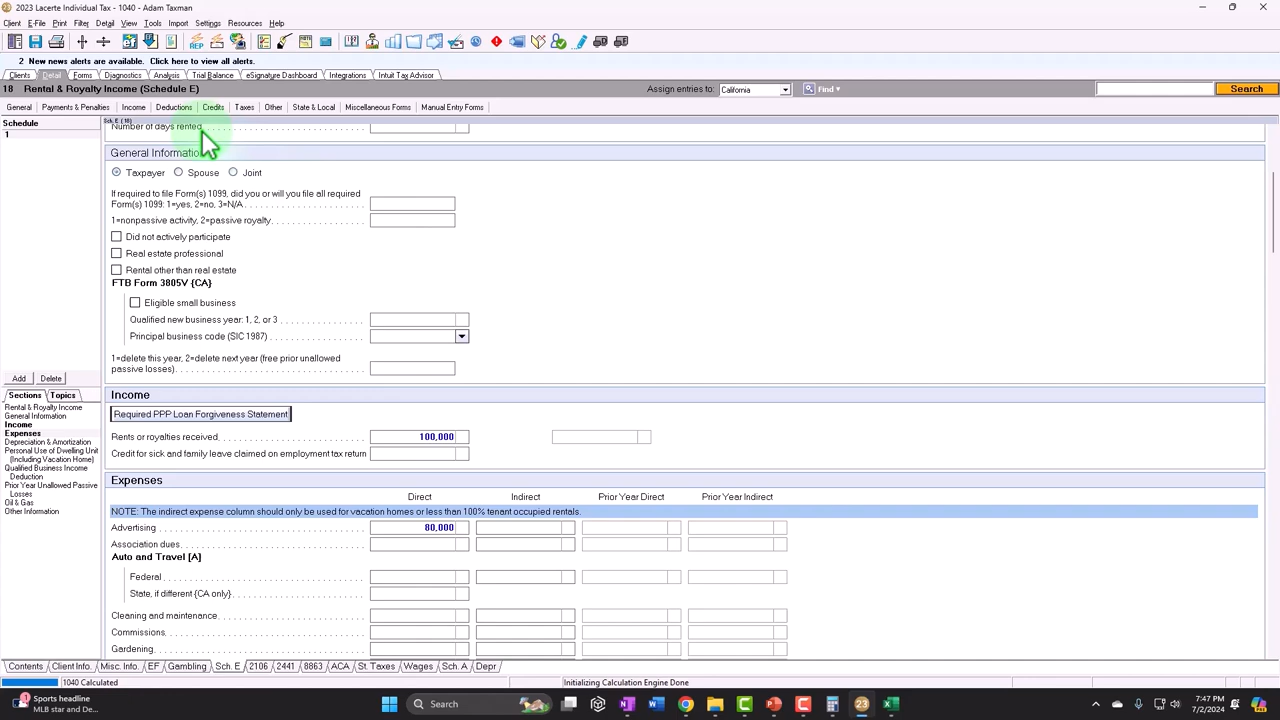 2023 Lacerte Individual Tax - 1040 - Adam Taxman
Client E-File Print Filter Detail View Tools Import Settings Resources Help
REP
2 New news alerts are available. Click here to view all alerts.
Clients Detail Forms Diagnostics Analysis Trial Balance eSignature Dashboard Integrations Intuit Tax Advisor
18 Rental & Royalty Income (Schedule E) Assign entries to: California Find Search
General Payments & Penalties Income Deductions Credits Taxes Other State & Local Miscellaneous Forms Manual Entry Forms
Schedule
Sch. E (18)
1
Number of days rented
General Information
Taxpayer Spouse Joint
If required to file Form(s) 1099, did you or will you file all required
Form(s) 1099: 1=yes, 2=no, 3=N/A
1=nonpassive activity, 2=passive royalty
Did not actively participate
Real estate professional
Rental other than real estate
FTB Form 3805V {CA}
Eligible small business
Qualified new business year: 1, 2, or 3
Principal business code (SIC 1987)
1=delete this year, 2=delete next year (free prior unallowed
passive losses)
Add Delete
Sections Topics
Rental & Royalty Income
General Information
Income
Expenses
Depreciation & Amortization
Personal Use of Dwelling Unit
(Including Vacation Home)
Qualified Business Income
Deduction
Prior Year Unallowed Passive
Losses
Oil & Gas
Other Information
Income
Required PPP Loan Forgiveness Statement
Rents or royalties received 100,000
Credit for sick and family leave claimed on employment tax return
Expenses
Direct Indirect Prior Year Direct Prior Year Indirect
NOTE: The indirect expense column should only be used for vacation homes or less than 100% tenant occupied rentals.
Advertising 80,000
Association dues
Auto and Travel [A]
Federal
State, if different {CA only}
Cleaning and maintenance
Commissions
Gardening
Contents Client Info. Misc. Info. EF Gambling Sch. E 2106 2441 8863 ACA St. Taxes Wages Sch. A Depr
1040 Calculated Initializing Calculation Engine Done
1
Sports headline
MLB star and De...
Search
23
7:47 PM
7/2/2024